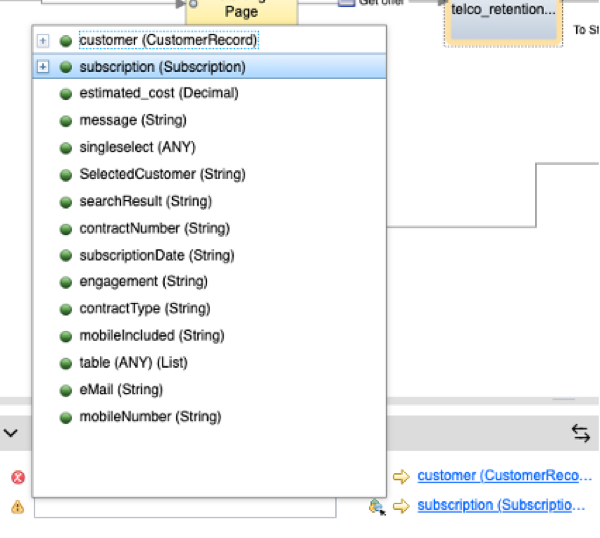 Page
Get offer
telco_retention...
To St
customer (CustomerRecord)
subscription (Subscription)
estimated_cost (Decimal)
message (String)
singleselect (ANY)
SelectedCustomer (String)
searchResult (String)
contractNumber (String)
subscriptionDate (String)
engagement (String)
contractType (String)
mobileIncluded (String)
table (ANY) (List)
eMail (String)
mobileNumber (String)
customer (CustomerReco...
subscription (Subscriptio...